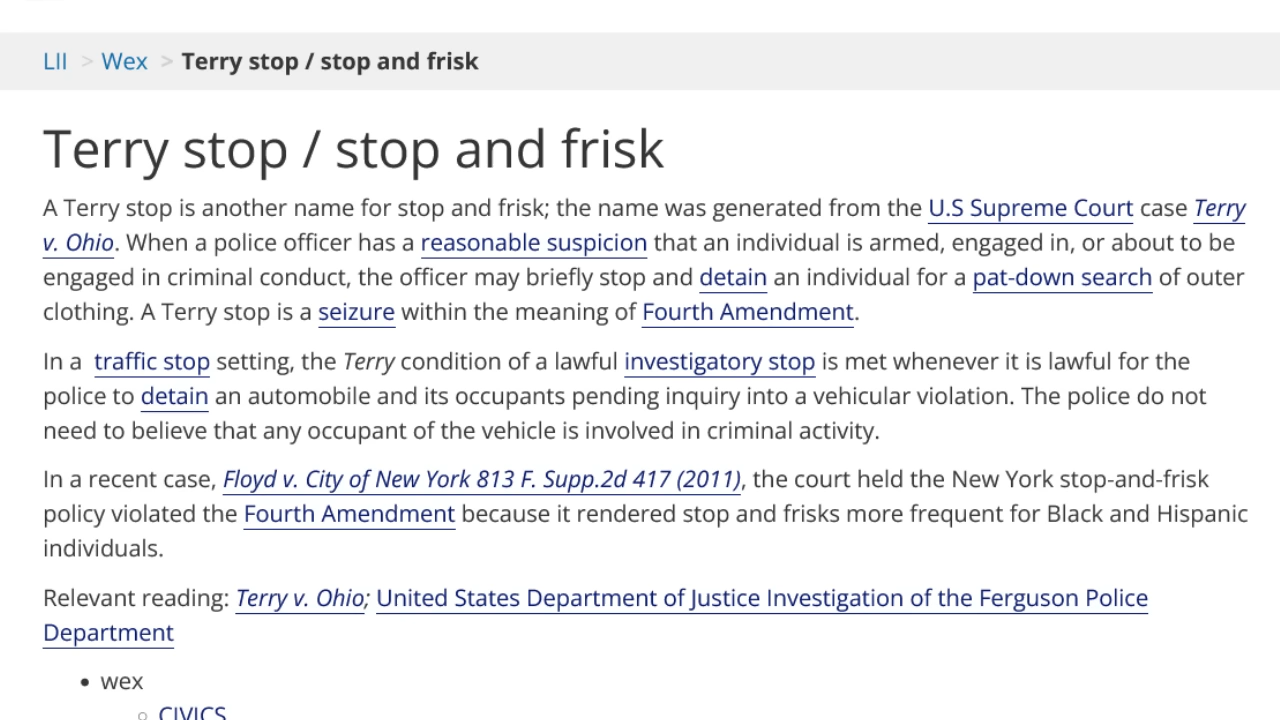 LII > Wex > Terry stop / stop and frisk
Terry stop / stop and frisk
A Terry stop is another name for stop and frisk; the name was generated from the U.S Supreme Court case Terry
v. Ohio. When a police officer has a reasonable suspicion that an individual is armed, engaged in, or about to be
engaged in criminal conduct, the officer may briefly stop and detain an individual for a pat-down search of outer
clothing. A Terry stop is a seizure within the meaning of Fourth Amendment.
In a traffic stop setting, the Terry condition of a lawful investigatory stop is met whenever it is lawful for the
police to detain an automobile and its occupants pending inquiry into a vehicular violation. The police do not
need to believe that any occupant of the vehicle is involved in criminal activity.
In a recent case, Floyd v. City of New York 813 F. Supp.2d 417 (2011), the court held the New York stop-and-frisk
policy violated the Fourth Amendment because it rendered stop and frisks more frequent for Black and Hispanic
individuals.
Relevant reading: Terry v. Ohio; United States Department of Justice Investigation of the Ferguson Police
Department
• wex
○ CIVICS